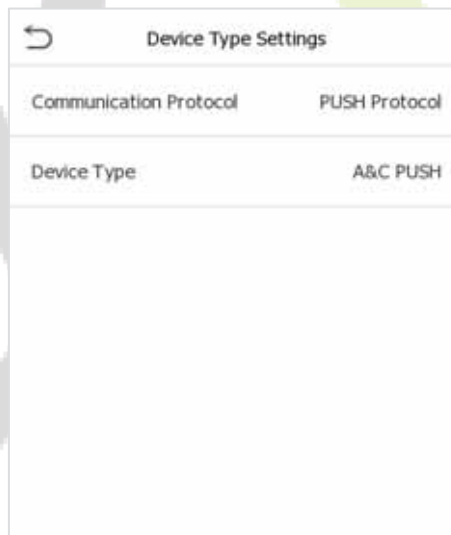 Device Type Settings
Communication Protocol PUSH Protocol
Device Type A&C PUSH